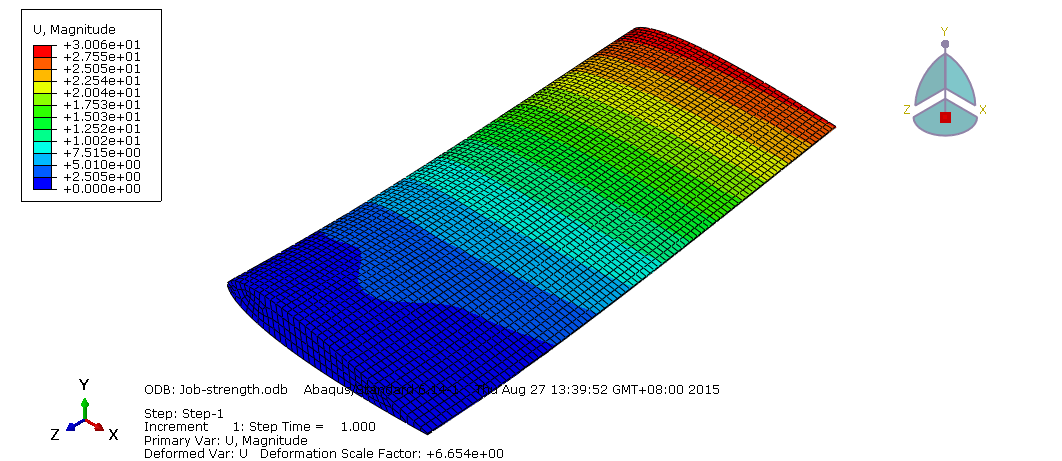 U, Magnitude
+3.006e+01
+2.755e+01
+2.505e+01
+2.254e+01
+2.004e+01
+1.753e+01
+1.503e+01
+1.252e+01
+1.002e+01
+7.515e+00
+5.010e+00
+2.505e+00
+0.000e+00
Y
Z
X
Y
Z
X
ODB: Job-strength.odb Aug 27 13:39:52 GMT+08:00 2015
Step: Step-1
Increment 1: Step Time = 1.000
Primary Var: U, Magnitude
Deformed Var: U Deformation Scale Factor: +6.654e+00